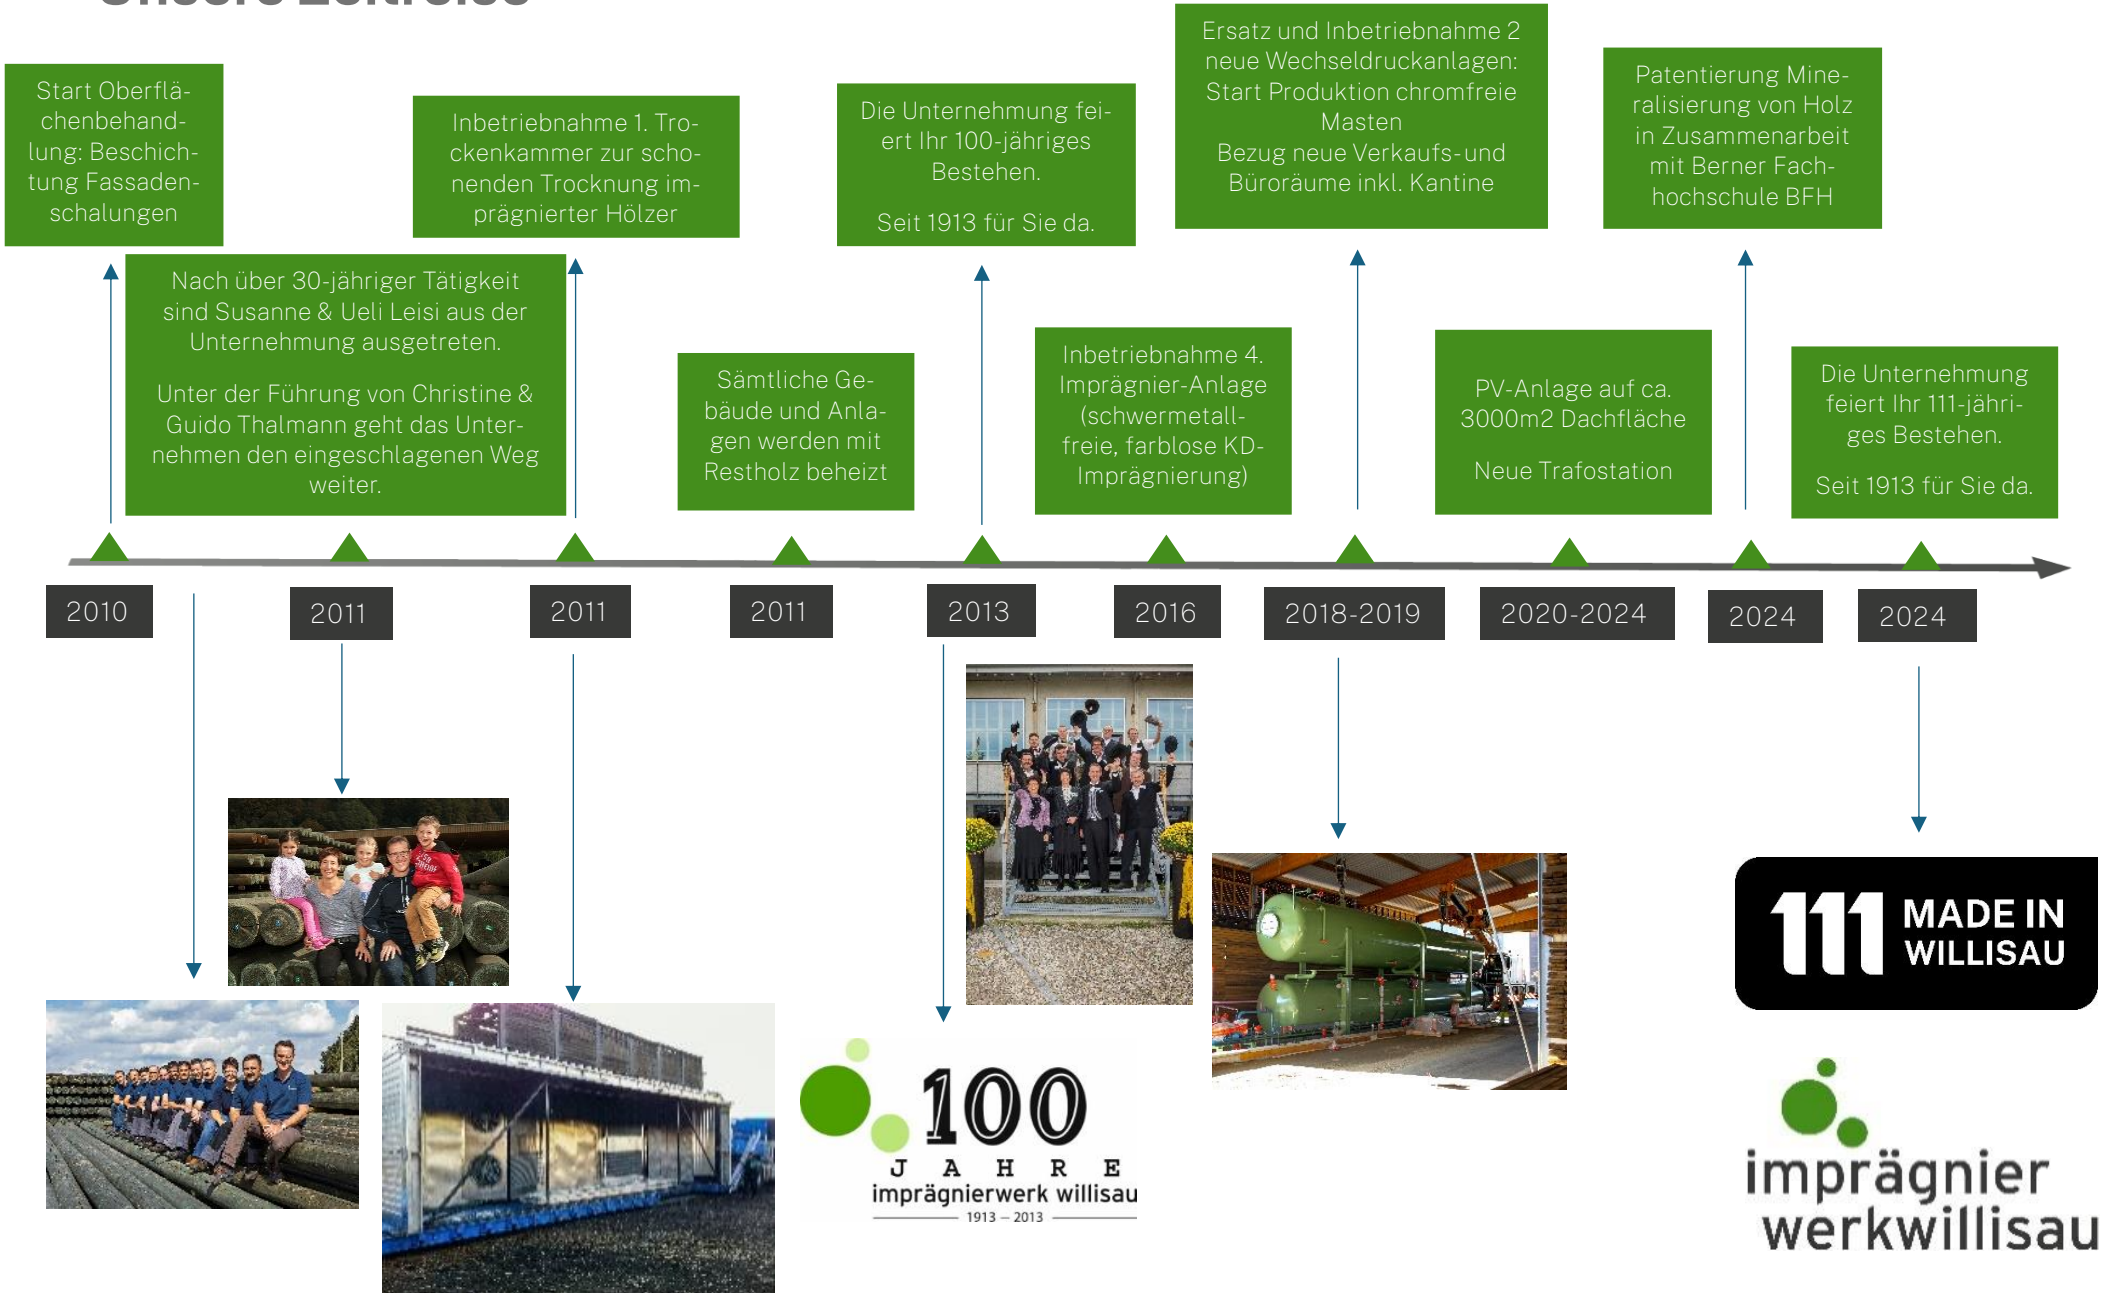 Unsere Zeitreise
Start Oberflä-
chenbehand-
lung: Beschich-
tung Fassaden-
schalungen
Nach über 30-jähriger Tätigkeit
sind Susanne & Ueli Leisi aus der
Unternehmung ausgetreten.
Unter der Führung von Christine &
Guido Thalmann geht das Unter-
nehmen den eingeschlagenen Weg
weiter.
Inbetriebnahme 1. Tro-
ckenkammer zur scho-
nenden Trocknung im-
prägnierter Hölzer
Sämtliche Ge-
bäude und Anla-
gen werden mit
Restholz beheizt
Die Unternehmung fei-
ert Ihr 100-jähriges
Bestehen.
Seit 1913 für Sie da.
Inbetriebnahme 4.
Imprägnier-Anlage
(schwermetall-
freie, farblose KD-
Imprägnierung)
Ersatz und Inbetriebnahme 2
neue Wechseldruckanlagen:
Start Produktion chromfreie
Masten
Bezug neue Verkaufs- und
Büroräume inkl. Kantine
PV-Anlage auf ca.
3000m2 Dachfläche
Neue Trafostation
Patentierung Mine-
ralisierung von Holz
in Zusammenarbeit
mit Berner Fach-
hochschule BFH
Die Unternehmung
feiert Ihr 111-jähri-
ges Bestehen.
Seit 1913 für Sie da.
2010
2011
2011
2011
2013
2016
2018-2019
2020-2024
2024
2024
100
JAHRE
imprägnierwerk willisau
1913 – 2013
111 MADE IN
WILLISAU
imprägnier
werkwillisau